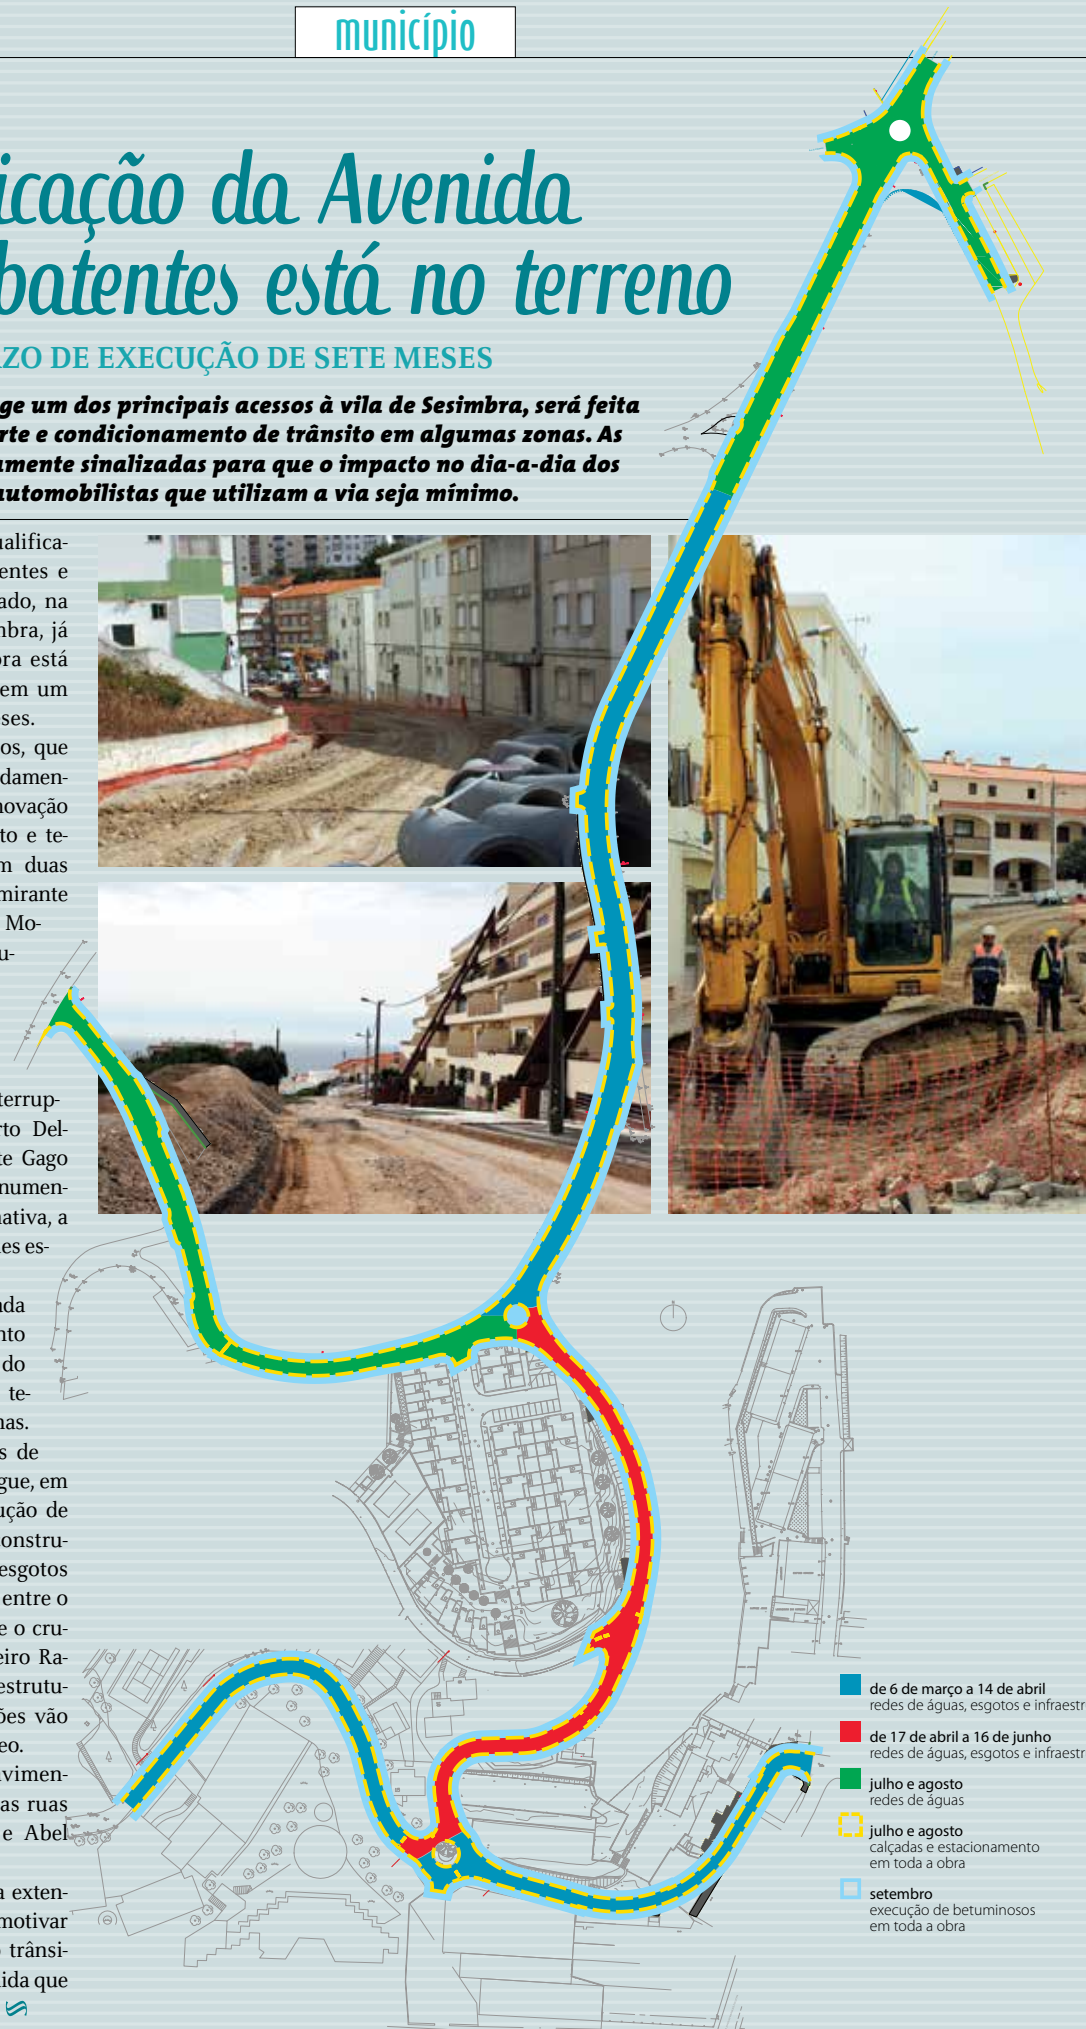 município
icação da Avenida
batentes está no terreno
AZO DE EXECUÇÃO DE SETE MESES
ge um dos principais acessos à vila de Sesimbra, será feita
rte e condicionamento de trânsito em algumas zonas. As
amente sinalizadas para que o impacto no dia-a-dia dos
automobilistas que utilizam a via seja mínimo.
ualifica-
entes e
ado, na
nbra, já
ora está
em um
eses.
os, que
damen-
novação
to e te-
m duas
mirante
Mo-
u-
terrup-
rto Del-
te Gago
numen-
nativa, a
es es-
ada
nto
do
te-
nas.
s de
gue, em
ução de
constru-
esgotos
entre o
e o cru-
eiro Ra-
estrutu-
ões vão
eo.
avimen-
as ruas
e Abel
a exten-
motivar
trânsi-
ida que
de 6 de março a 14 de abril
redes de águas, esgotos e infraestr
de 17 de abril a 16 de junho
redes de águas, esgotos e infraestr
julho e agosto
redes de águas
julho e agosto
calçadas e estacionamento
em toda a obra
setembro
execução de betuminosos
em toda a obra